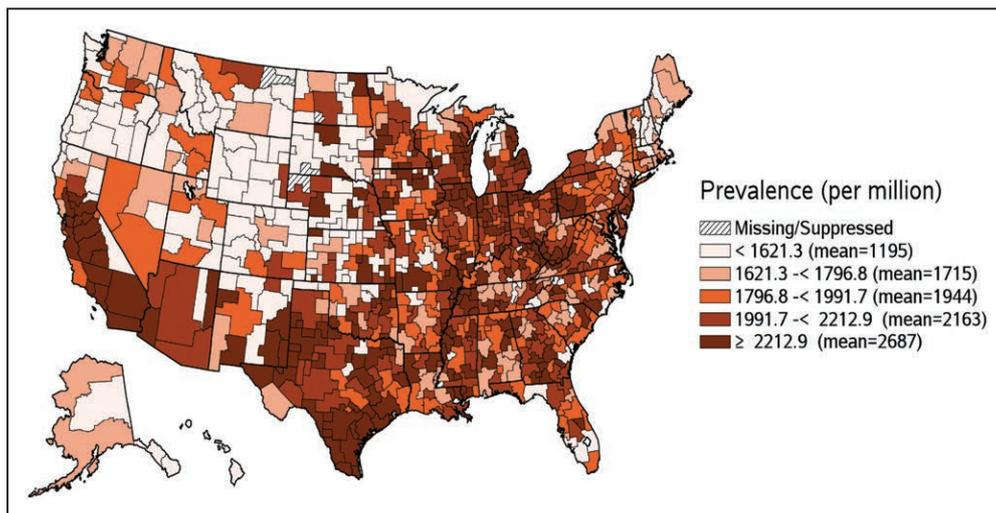 Prevalence (per million)
Missing/Suppressed
< 1621.3 (mean=1195)
1621.3 -< 1796.8 (mean=1715)
1796.8 -< 1991.7 (mean=1944)
1991.7 -< 2212.9 (mean=2163)
≥ 2212.9 (mean=2687)